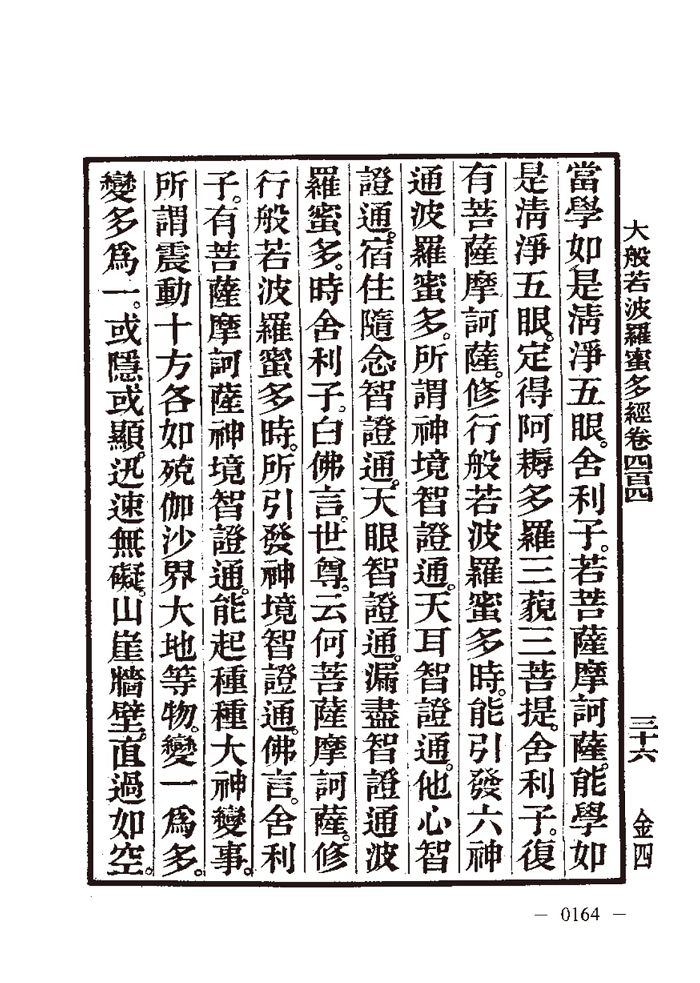 大般若波羅蜜多經卷四百四　三十六　金四
當學如是清淨五眼。舍利子。若菩薩摩訶薩。能學如
是清淨五眼。定得阿耨多羅三藐三菩提。舍利子。復
有菩薩摩訶薩。修行般若波羅蜜多時。能引發六神
通波羅蜜多。所謂神境智證通。天耳智證通。他心智
證通。宿住隨念智證通。天眼智證通。漏盡智證通波
羅蜜多。時舍利子。白佛言。世尊。云何菩薩摩訶薩。修
行般若波羅蜜多時。所引發神境智證通。佛言。舍利
子。有菩薩摩訶薩神境智證通。能起種種大神變事。
所謂震動十方各如殑伽沙界大地等物。變一為多。
變多為一。或隱或顯。迅速無礙。山崖牆壁。直過如空。
— 0164 —